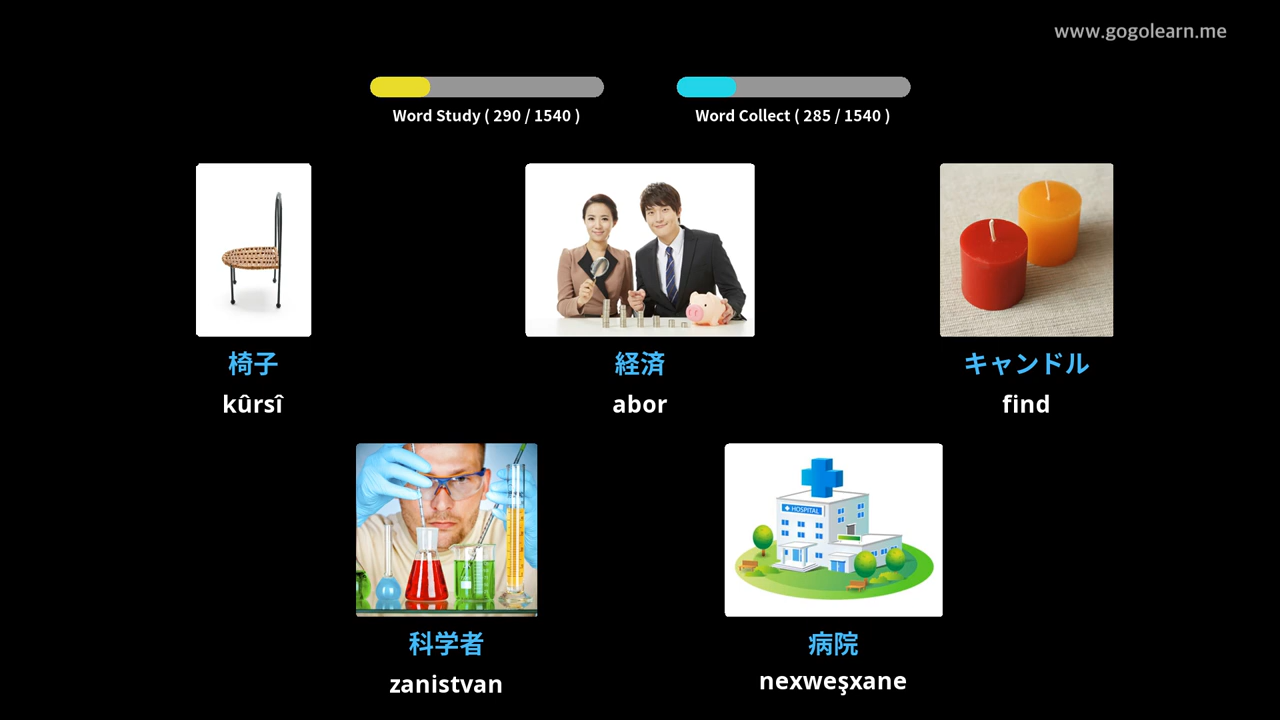 www.gogolearn.me
Word Study ( 290 / 1540 )
Word Collect ( 285 / 1540 )
椅子
kûrsî
経済
abor
キャンドル
find
HOSPITAL
科学者
zanistvan
病院
nexweşxane